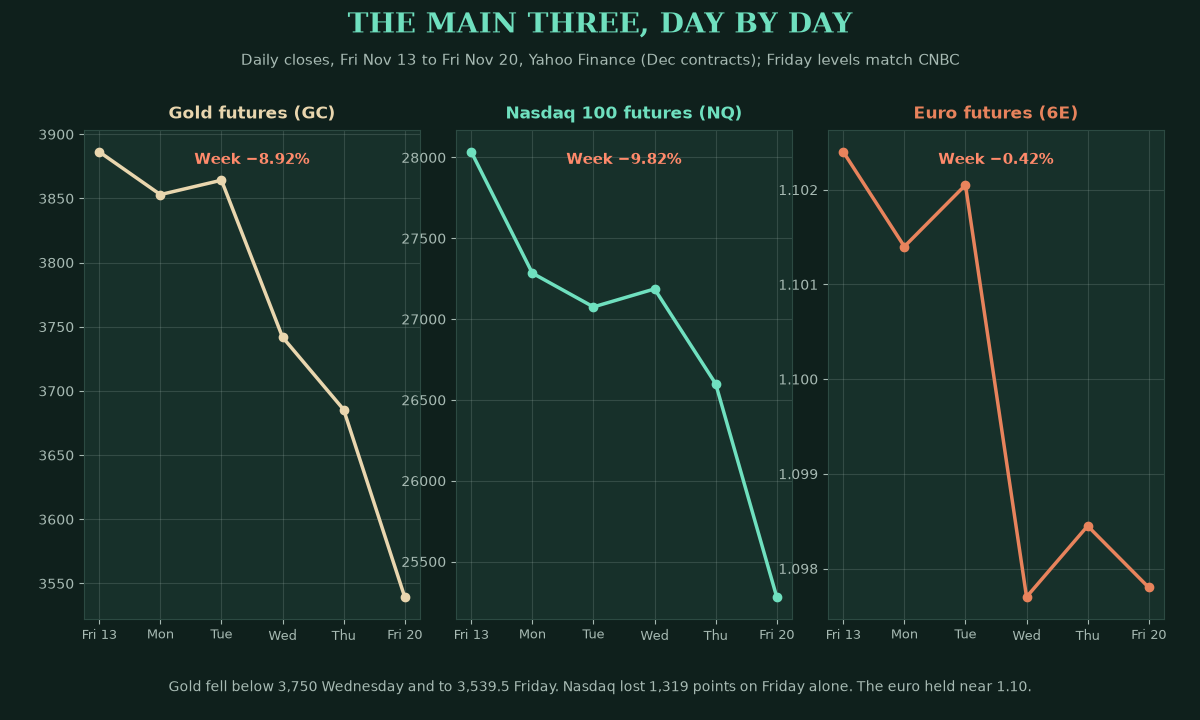 THE MAIN THREE, DAY BY DAY
Daily closes, Fri Nov 13 to Fri Nov 20, Yahoo Finance (Dec contracts); Friday levels match CNBC
Gold futures (GC)
Week −8.92%
3900
3850
3800
3750
3700
3650
3600
3550
Fri 13 Mon Tue Wed Thu Fri 20
Nasdaq 100 futures (NQ)
Week −9.82%
28000
27500
27000
26500
26000
25500
Fri 13 Mon Tue Wed Thu Fri 20
Euro futures (6E)
Week −0.42%
1.102
1.101
1.100
1.099
1.098
Fri 13 Mon Tue Wed Thu Fri 20
Gold fell below 3,750 Wednesday and to 3,539.5 Friday. Nasdaq lost 1,319 points on Friday alone. The euro held near 1.10.